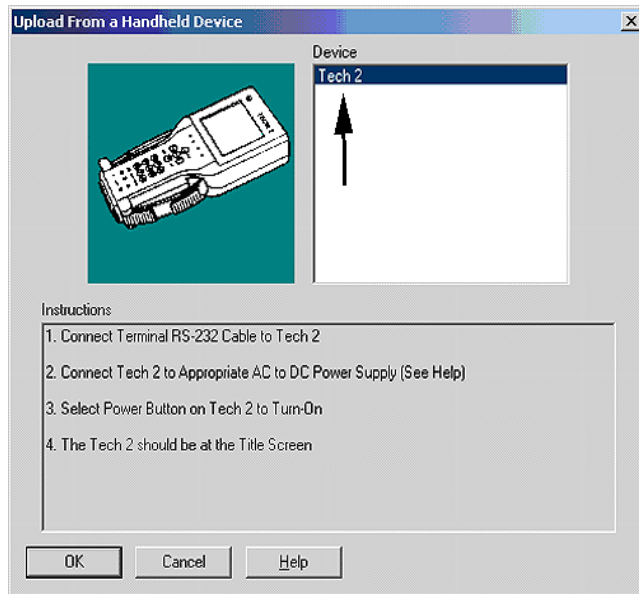 Upload From a Handheld Device
Device
Tech 2
TECH 2
Instructions
1. Connect Terminal RS-232 Cable to Tech 2
2. Connect Tech 2 to Appropriate AC to DC Power Supply (See Help)
3. Select Power Button on Tech 2 to Turn-On
4. The Tech 2 should be at the Title Screen
OK
Cancel
Help